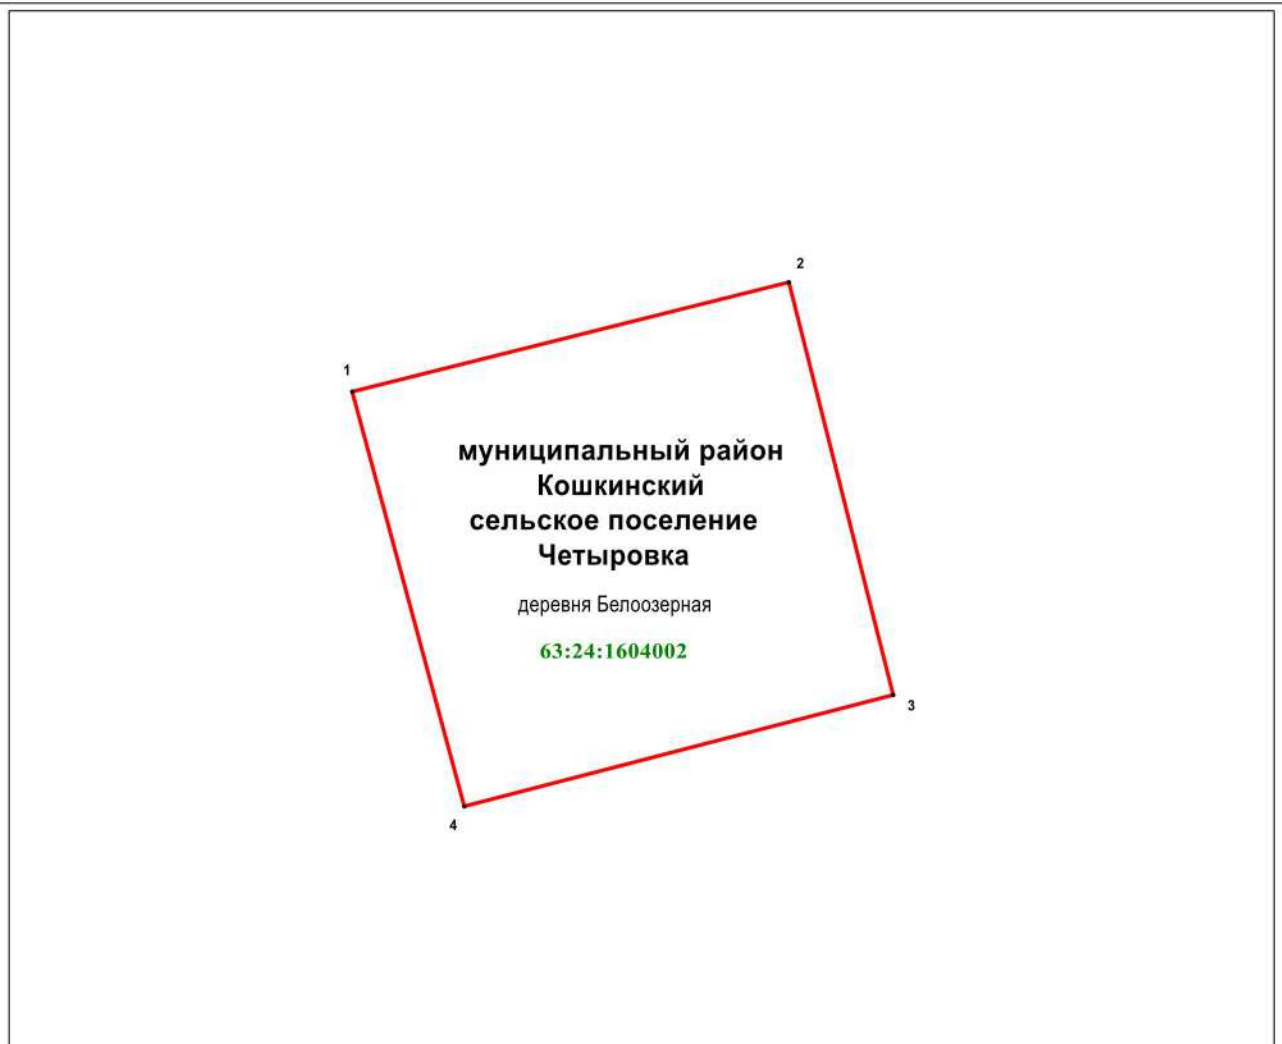 2
1
муниципальный район
Кошкинский
сельское поселение
Четыровка
деревня Белоозерная
63:24:1604002
3
4